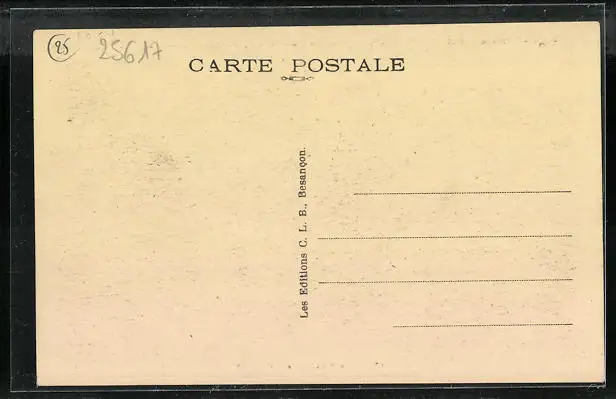 25
25617
CARTE POSTALE
Les Editions C. L. B., Besançon.